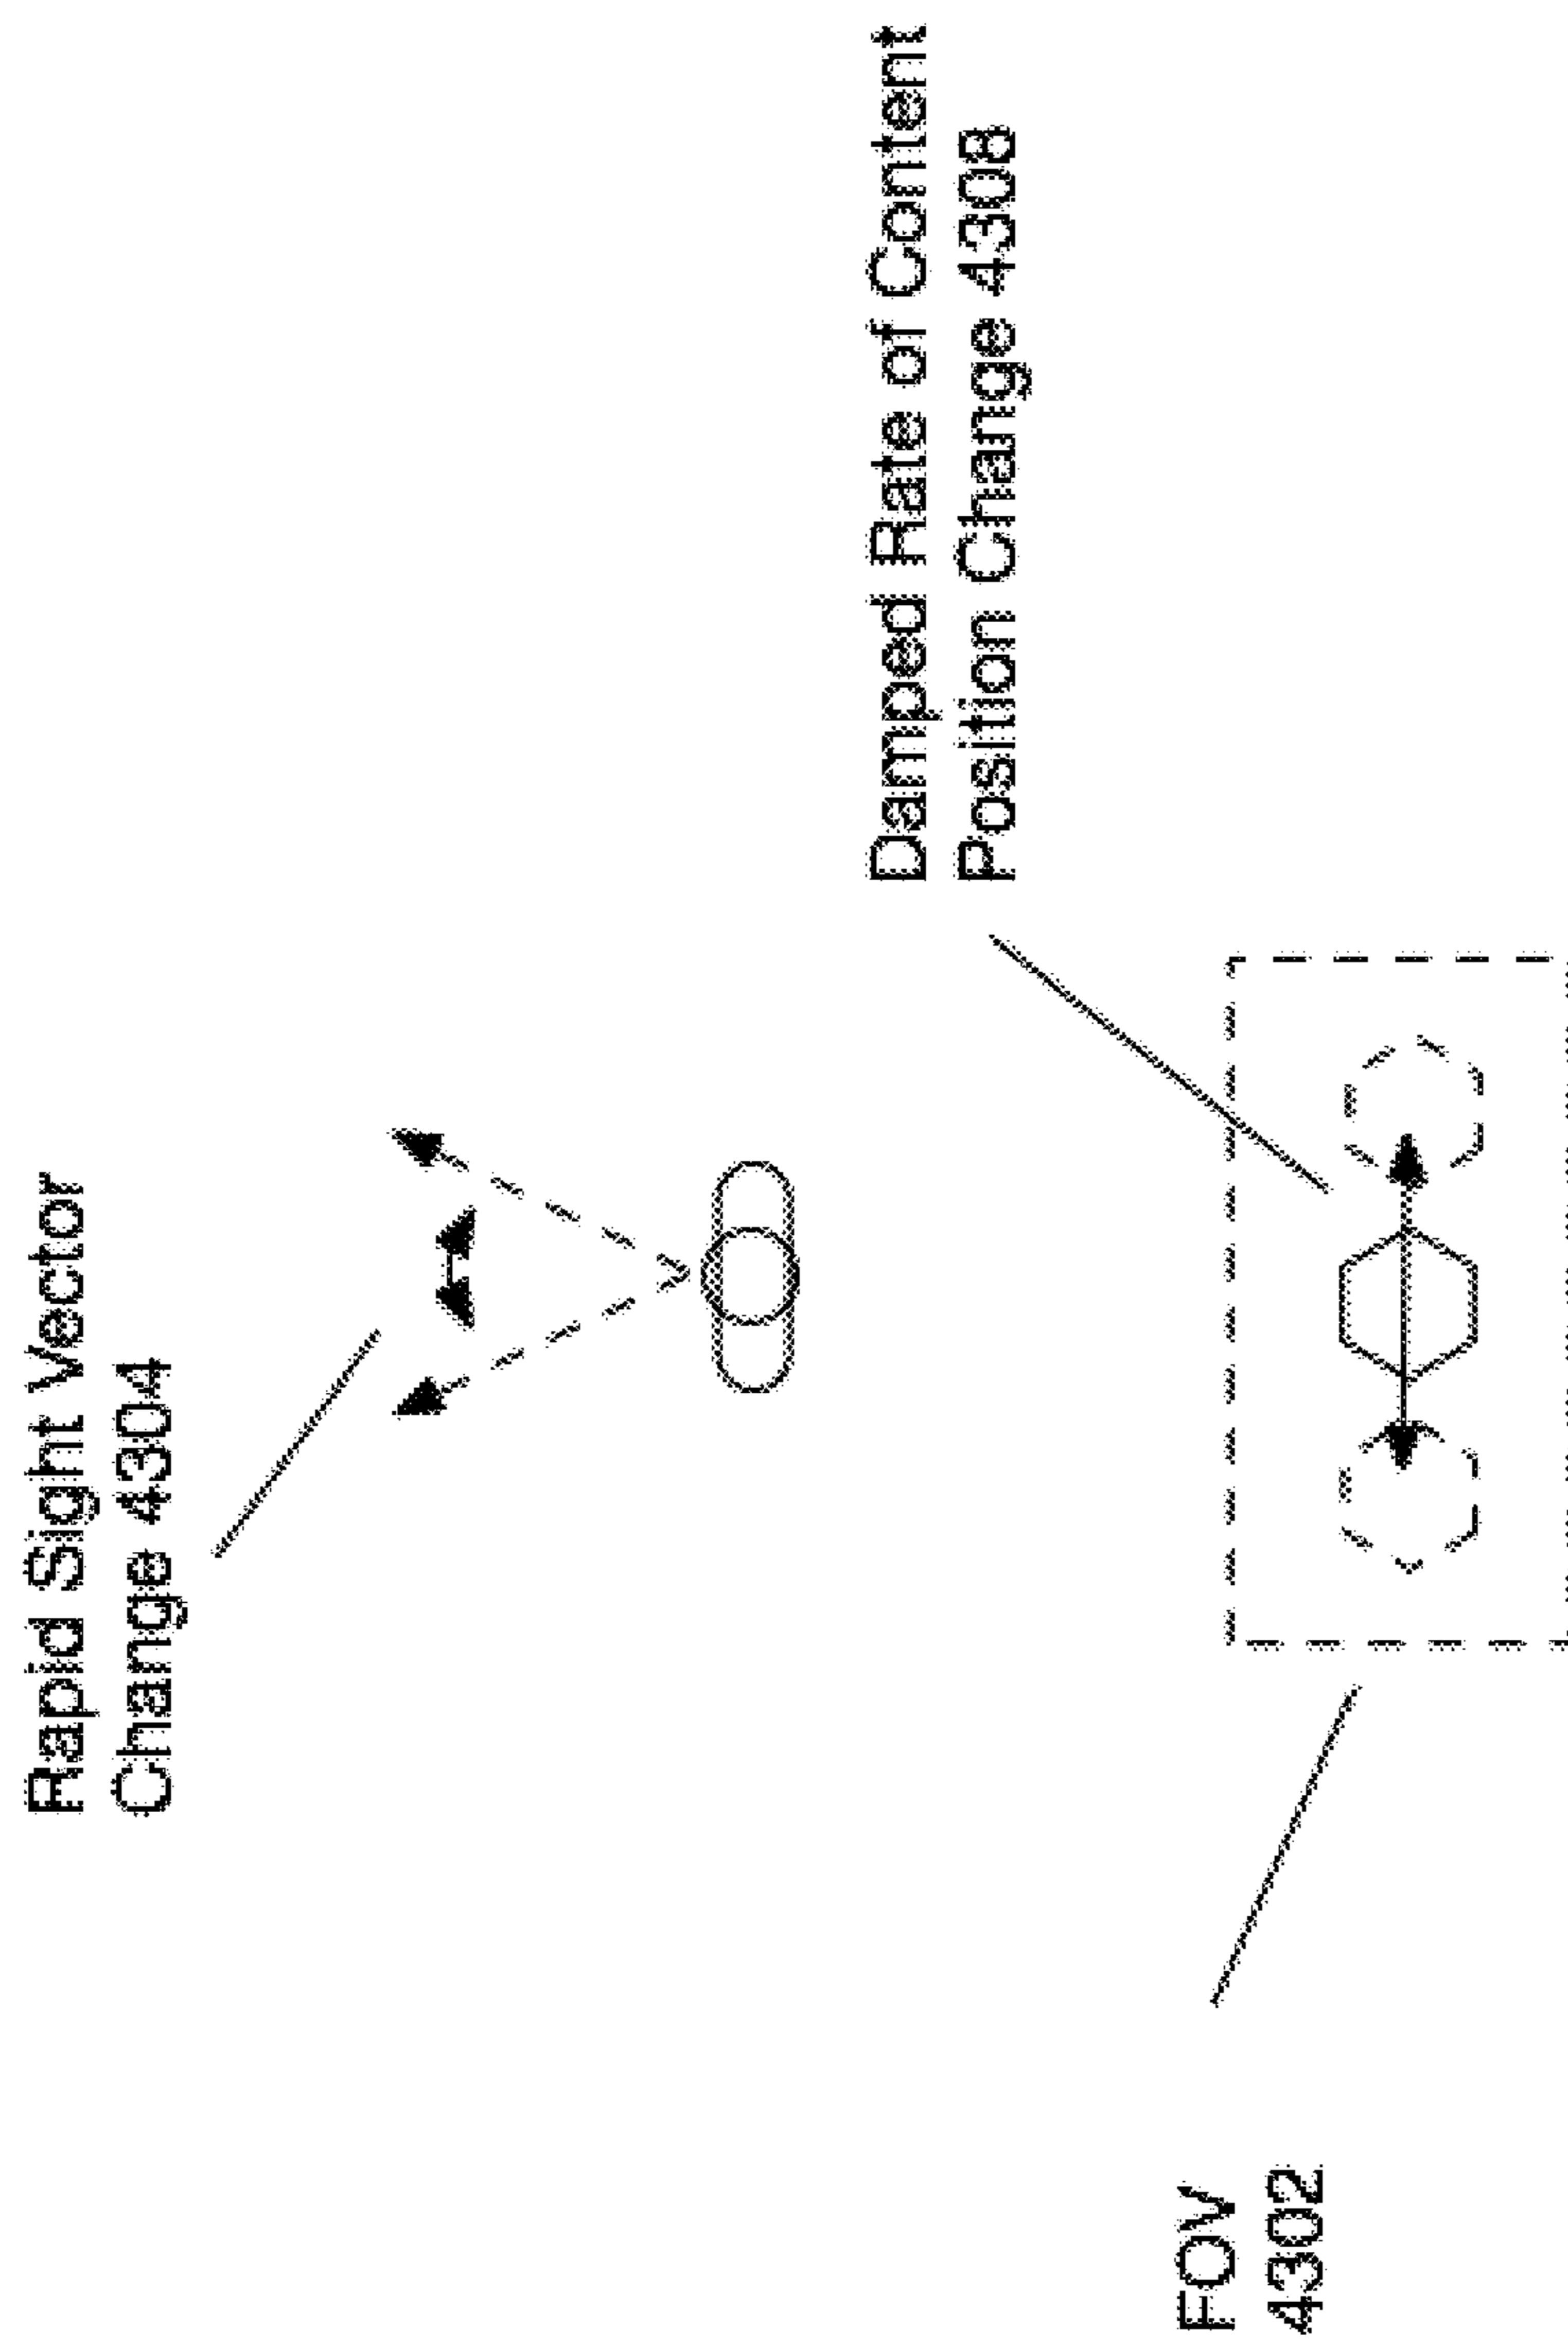 Rapid Sight Vector
Change 4304
Damped Rate of Content
Position Change 4308
FOV
4302